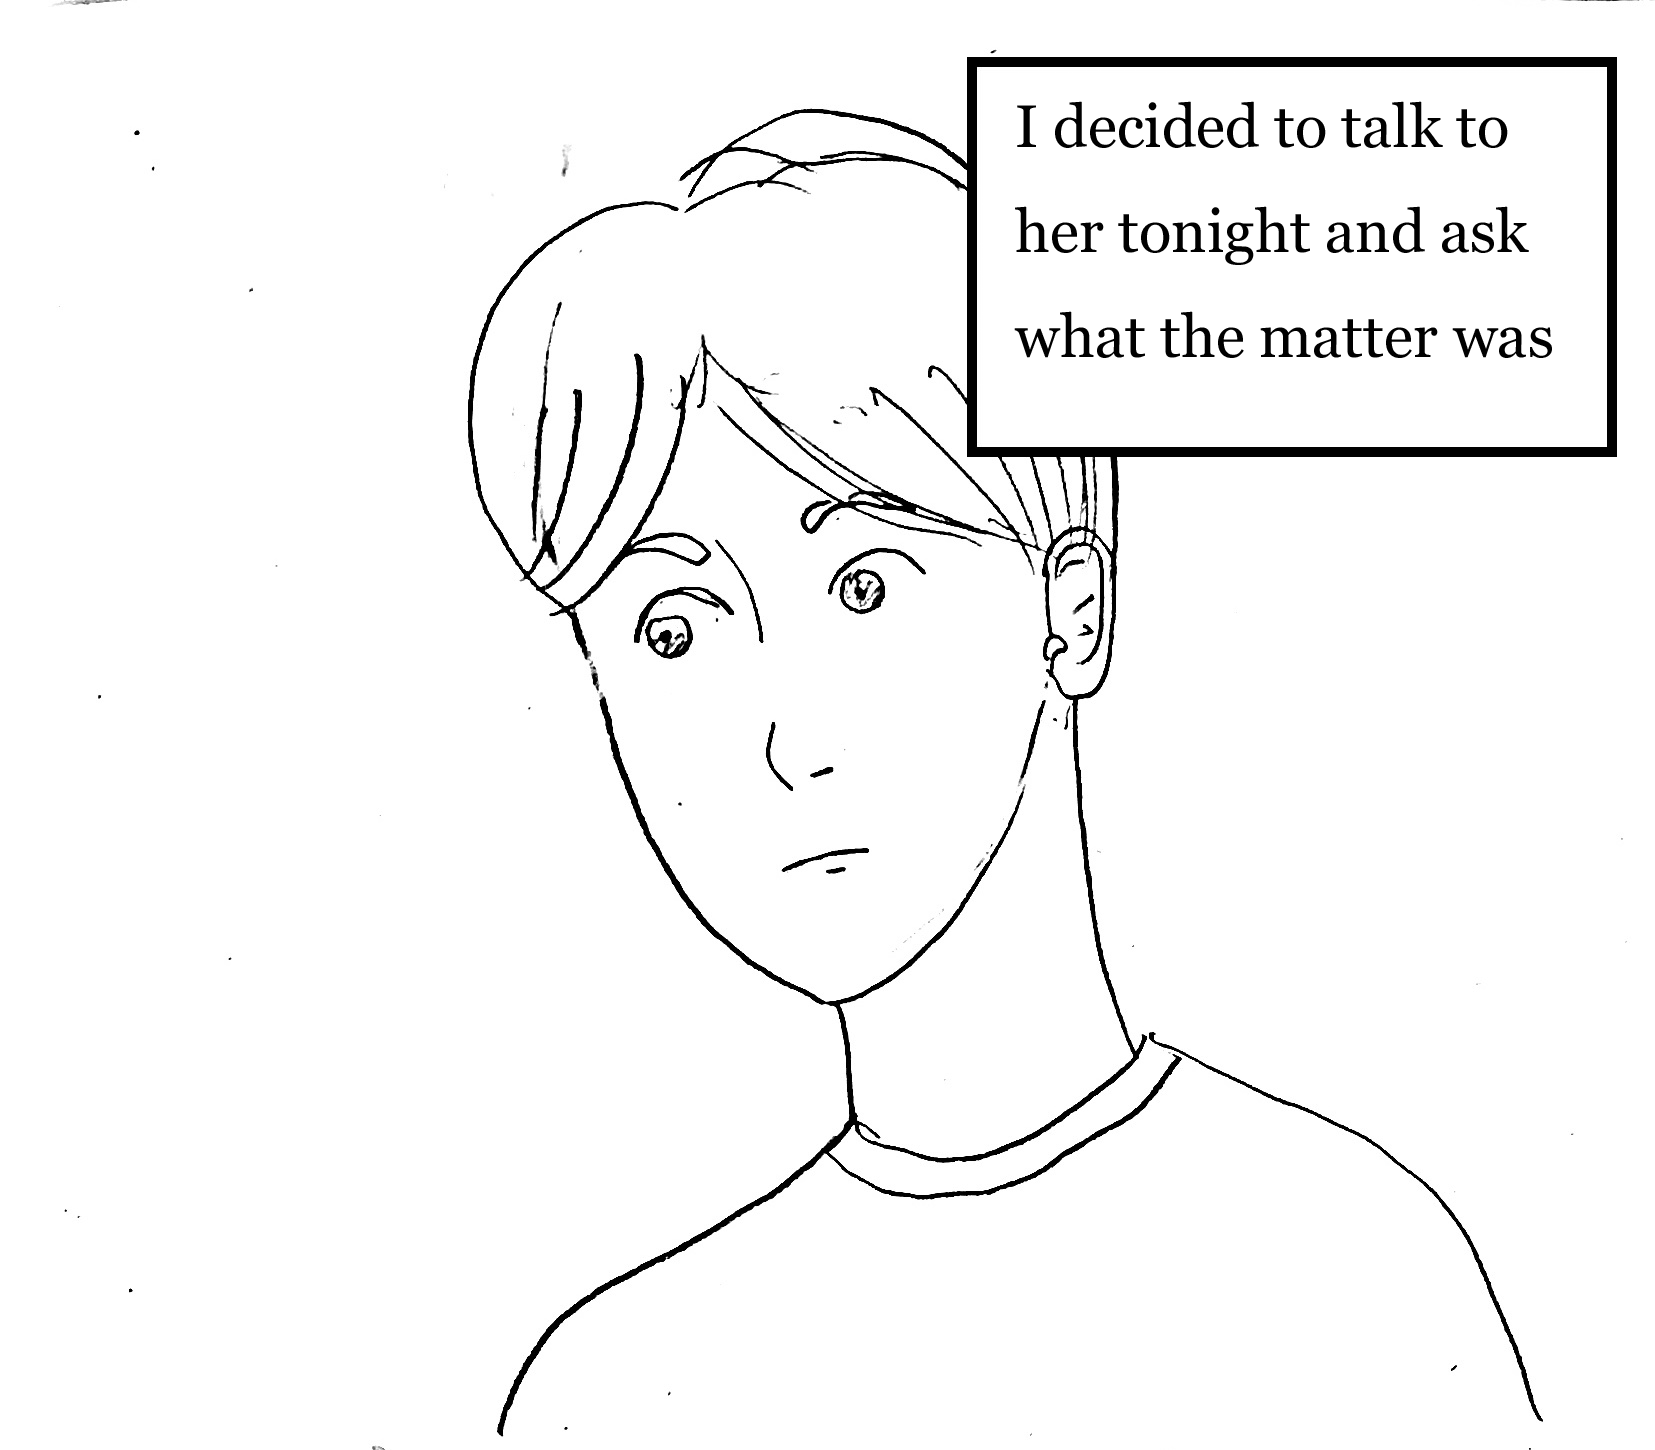 I decided to talk to
her tonight and ask
what the matter was